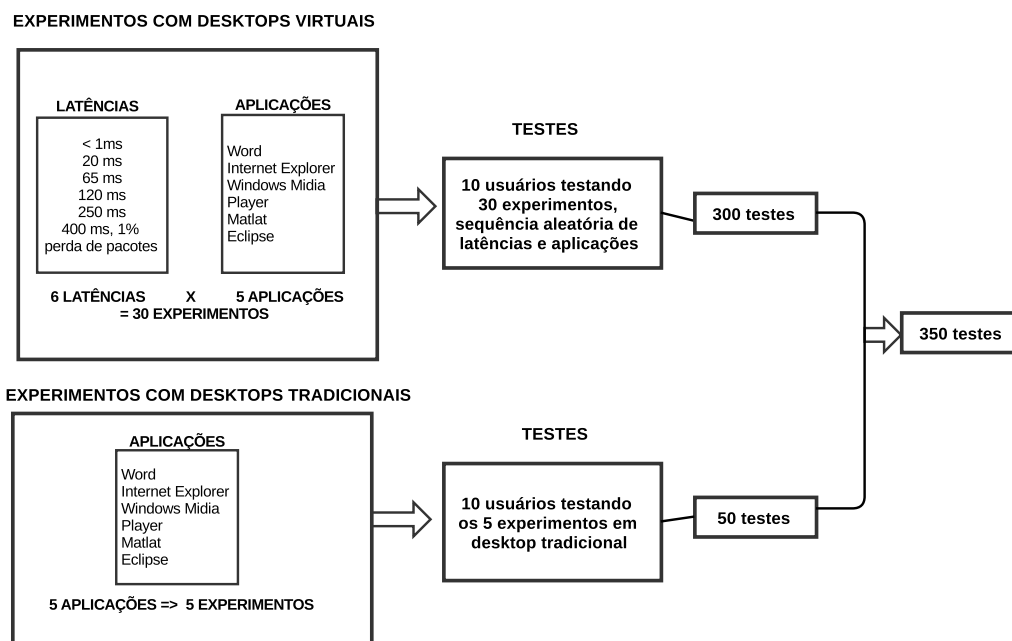 EXPERIMENTOS COM DESKTOPS VIRTUAIS
LATÊNCIAS
< 1ms
20 ms
65 ms
120 ms
250 ms
400 ms, 1%
perda de pacotes
APLICAÇÕES
Word
Internet Explorer
Windows Midia
Player
Matlat
Eclipse
6 LATÊNCIAS X 5 APLICAÇÕES
= 30 EXPERIMENTOS
TESTES
10 usuários testando
30 experimentos,
sequência aleatória de
latências e aplicações
300 testes
350 testes
EXPERIMENTOS COM DESKTOPS TRADICIONAIS
APLICAÇÕES
Word
Internet Explorer
Windows Midia
Player
Matlat
Eclipse
5 APLICAÇÕES => 5 EXPERIMENTOS
TESTES
10 usuários testando
os 5 experimentos em
desktop tradicional
50 testes